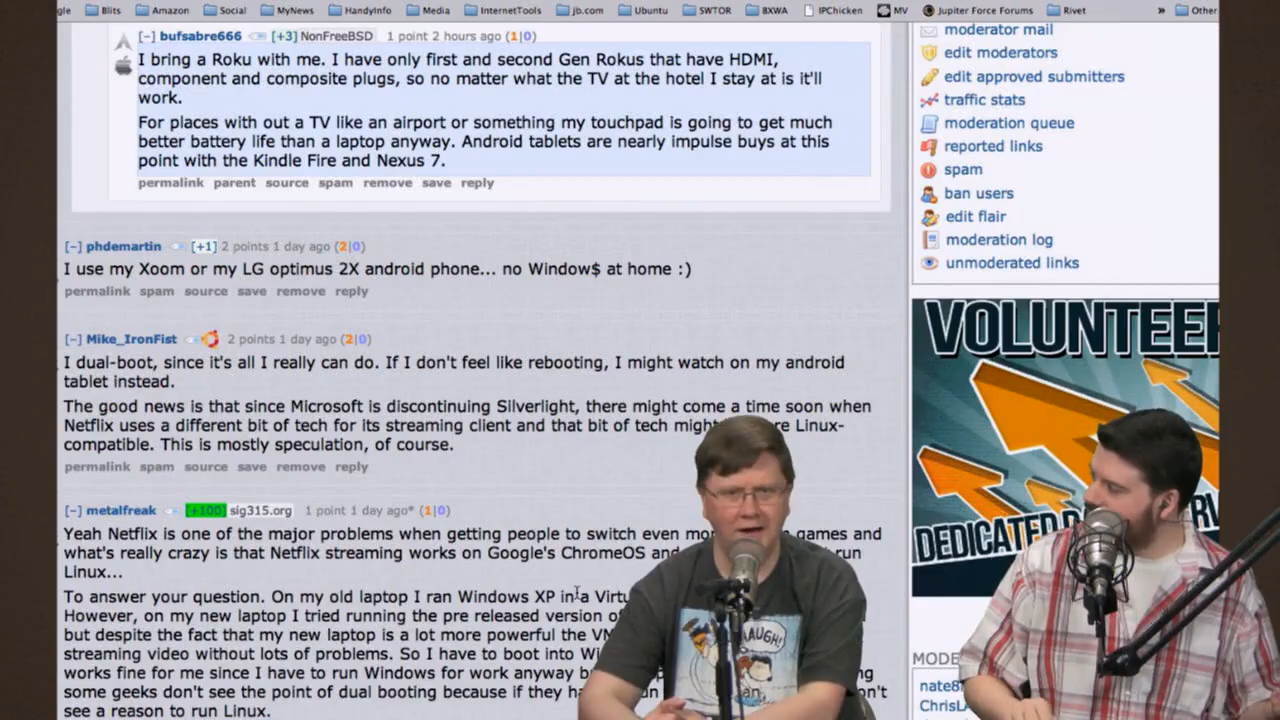 gle Blits Amazon Social MyNews HandyInfo Media InternetTools jb.com Ubuntu SWTOR BXWA IPChicken MV Jupiter Force Forums Rivet » Other
[–] bufsabre666 [+3] NonFreeBSD 1 point 2 hours ago (1|0)
I bring a Roku with me. I have only first and second Gen Rokus that have HDMI,
component and composite plugs, so no matter what the TV at the hotel I stay at is it'll
work.
For places with out a TV like an airport or something my touchpad is going to get much
better battery life than a laptop anyway. Android tablets are nearly impulse buys at this
point with the Kindle Fire and Nexus 7.
permalink parent source spam remove save reply
[–] phdemartin [+1] 2 points 1 day ago (2|0)
I use my Xoom or my LG optimus 2X android phone... no Window$ at home :)
permalink spam source save remove reply
[–] Mike_IronFist 2 points 1 day ago (2|0)
I dual-boot, since it's all I really can do. If I don't feel like rebooting, I might watch on my android
tablet instead.
The good news is that since Microsoft is discontinuing Silverlight, there might come a time soon when
Netflix uses a different bit of tech for its streaming client and that bit of tech might re Linux-
compatible. This is mostly speculation, of course.
permalink spam source save remove reply
[–] metalfreak [+100] sig315.org 1 point 1 day ago* (1|0)
Yeah Netflix is one of the major problems when getting people to switch even mo games and
what's really crazy is that Netflix streaming works on Google's ChromeOS and run
Linux...
To answer your question. On my old laptop I ran Windows XP in a Virtu
However, on my new laptop I tried running the pre released version of
but despite the fact that my new laptop is a lot more powerful the VM
streaming video without lots of problems. So I have to boot into Wi
works fine for me since I have to run Windows for work anyway b ng
some geeks don't see the point of dual booting because if they ha un n't
see a reason to run Linux.
moderator mail
edit moderators
edit approved submitters
traffic stats
moderation queue
reported links
spam
ban users
edit flair
moderation log
unmoderated links
VOLUNTEER
DEDICATED
MODE
nate8
ChrisLA
AAUGH!